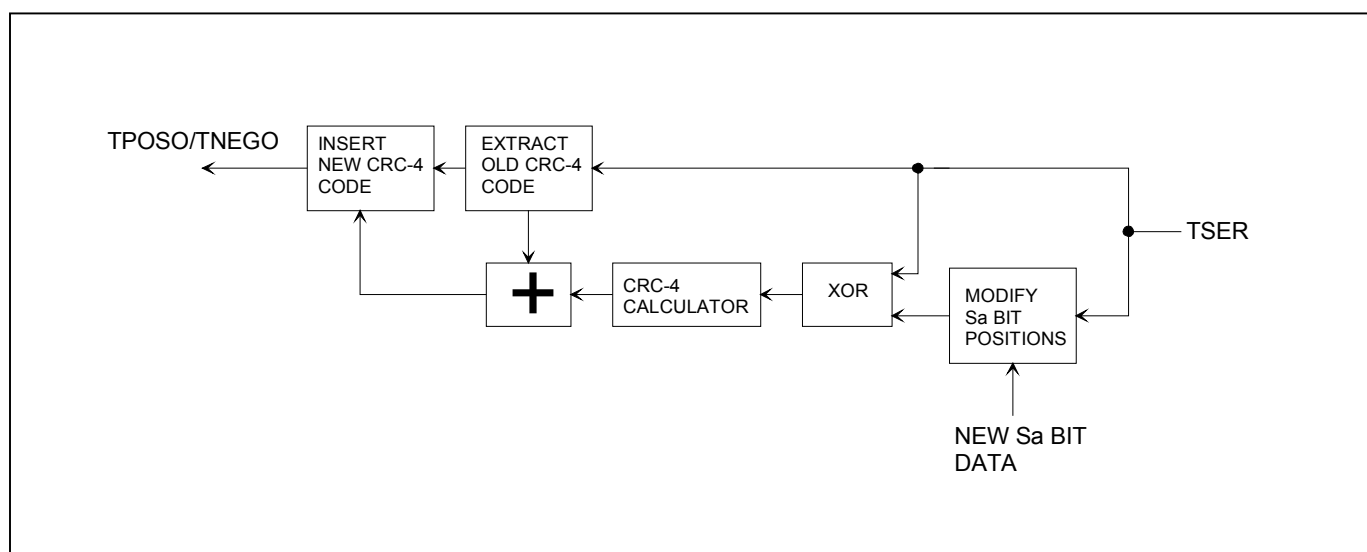 TPOSO/TNEGO
INSERT
NEW CRC-4
CODE
EXTRACT
OLD CRC-4
CODE
TSER
+
CRC-4
CALCULATOR
XOR
MODIFY
Sa BIT
POSITIONS
NEW Sa BIT
DATA